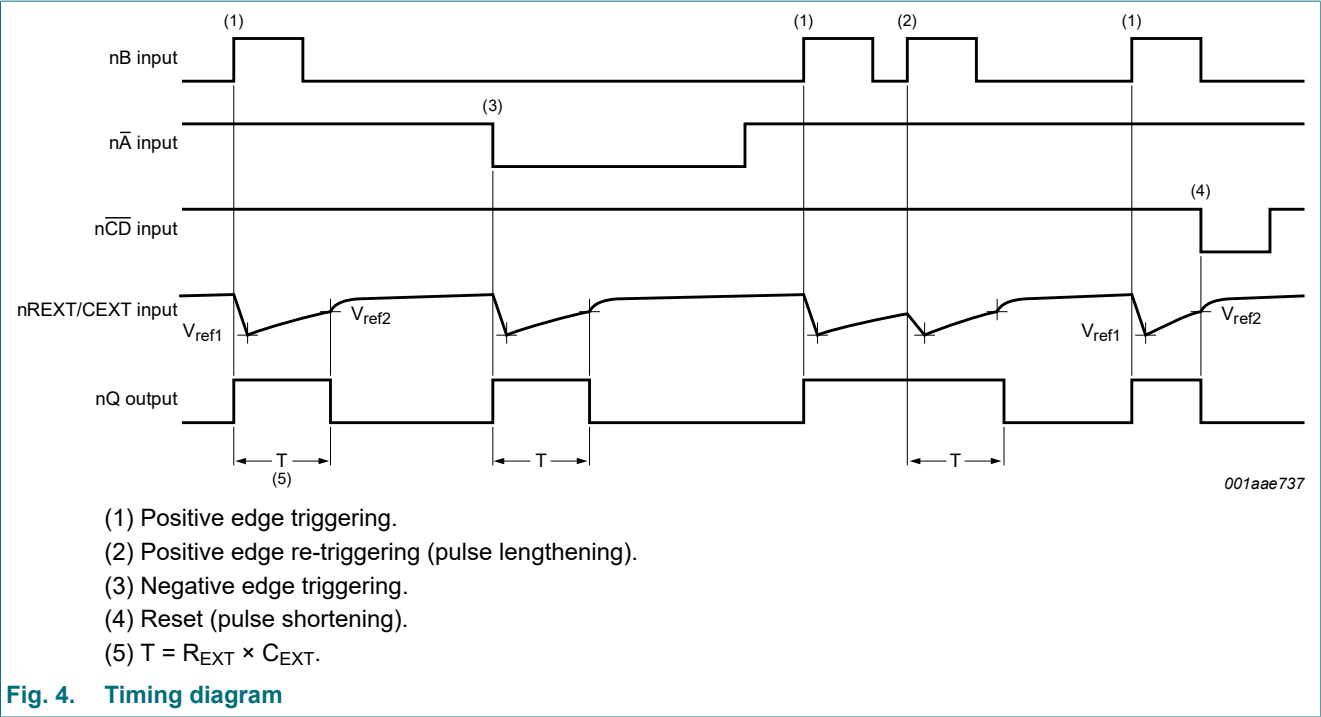 (1) (1) (2) (1)
nB input
(3)
nA̅ input
(4)
nC̅D̅ input
nREXT/CEXT input
Vref1 Vref2 Vref1 Vref2
nQ output
T T T
(5)
001aae737
(1) Positive edge triggering.
(2) Positive edge re-triggering (pulse lengthening).
(3) Negative edge triggering.
(4) Reset (pulse shortening).
(5) T = REXT × CEXT.
Fig. 4. Timing diagram